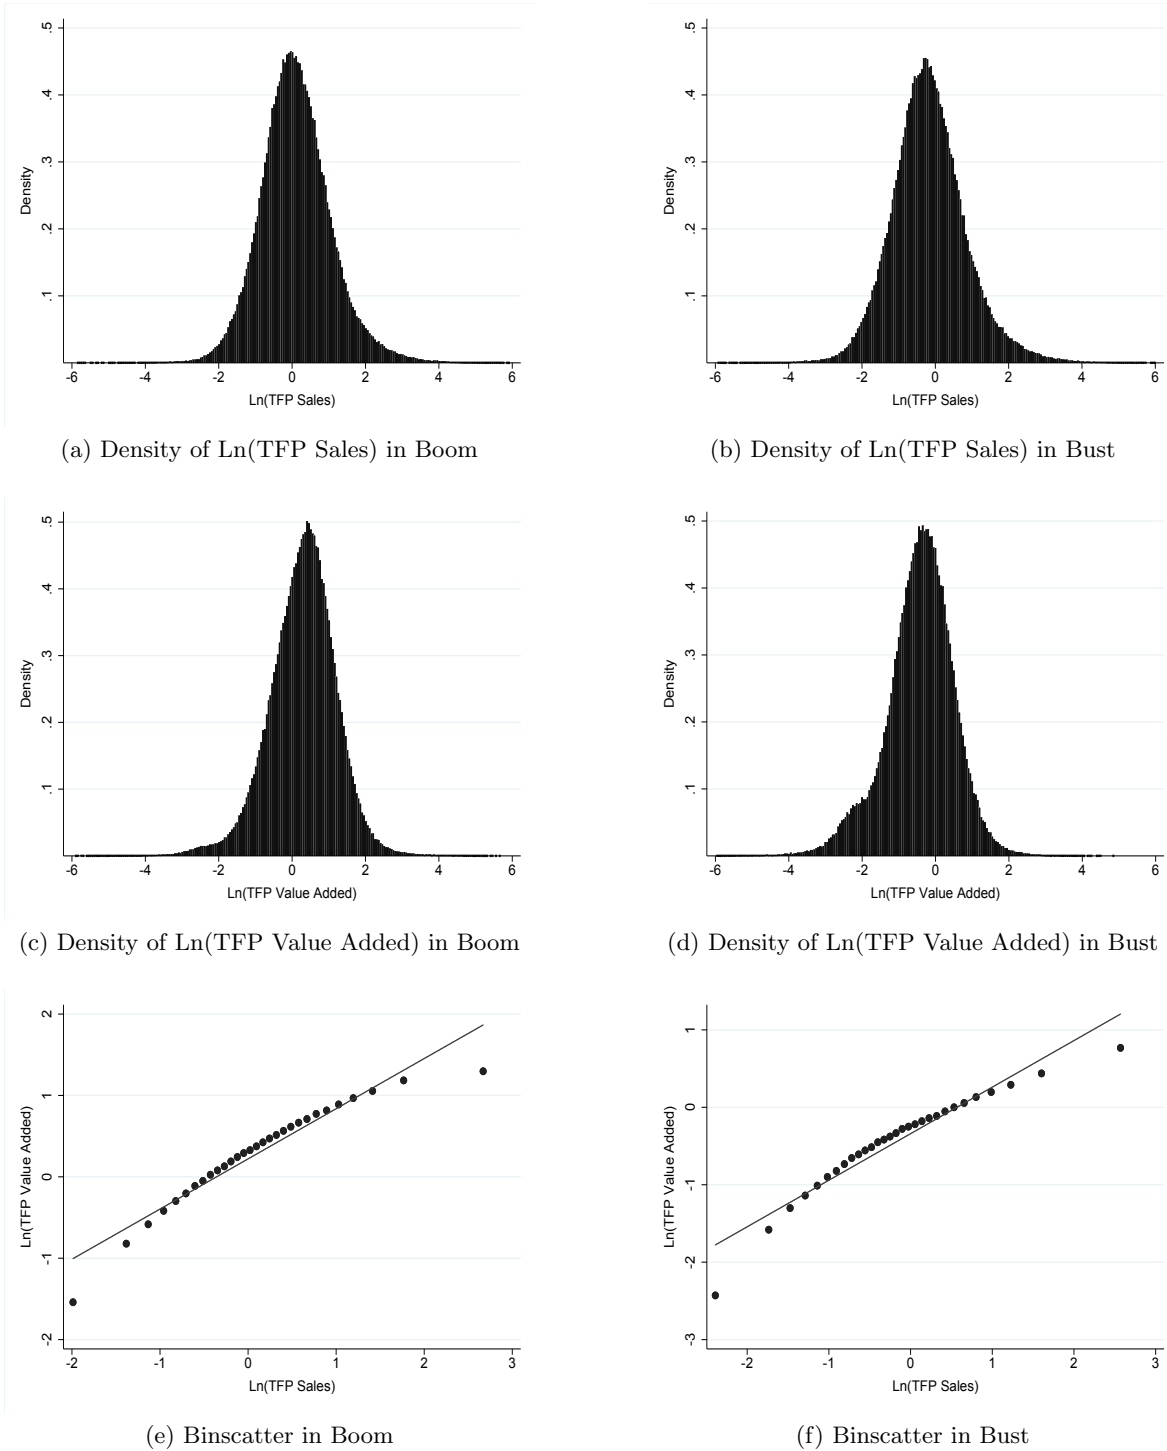 .5
.4
.3
.2
.1
Density
-6 -4 -2 0 2 4 6
Ln(TFP Sales)
(a) Density of Ln(TFP Sales) in Boom
.5
.4
.3
.2
.1
Density
-6 -4 -2 0 2 4 6
Ln(TFP Sales)
(b) Density of Ln(TFP Sales) in Bust
.5
.4
.3
.2
.1
Density
-6 -4 -2 0 2 4 6
Ln(TFP Value Added)
(c) Density of Ln(TFP Value Added) in Boom
.5
.4
.3
.2
.1
Density
-6 -4 -2 0 2 4 6
Ln(TFP Value Added)
(d) Density of Ln(TFP Value Added) in Bust
2
1
0
-1
-2
Ln(TFP Value Added)
-2 -1 0 1 2 3
Ln(TFP Sales)
(e) Binscatter in Boom
1
0
-1
-2
-3
Ln(TFP Value Added)
-2 -1 0 1 2 3
Ln(TFP Sales)
(f) Binscatter in Bust